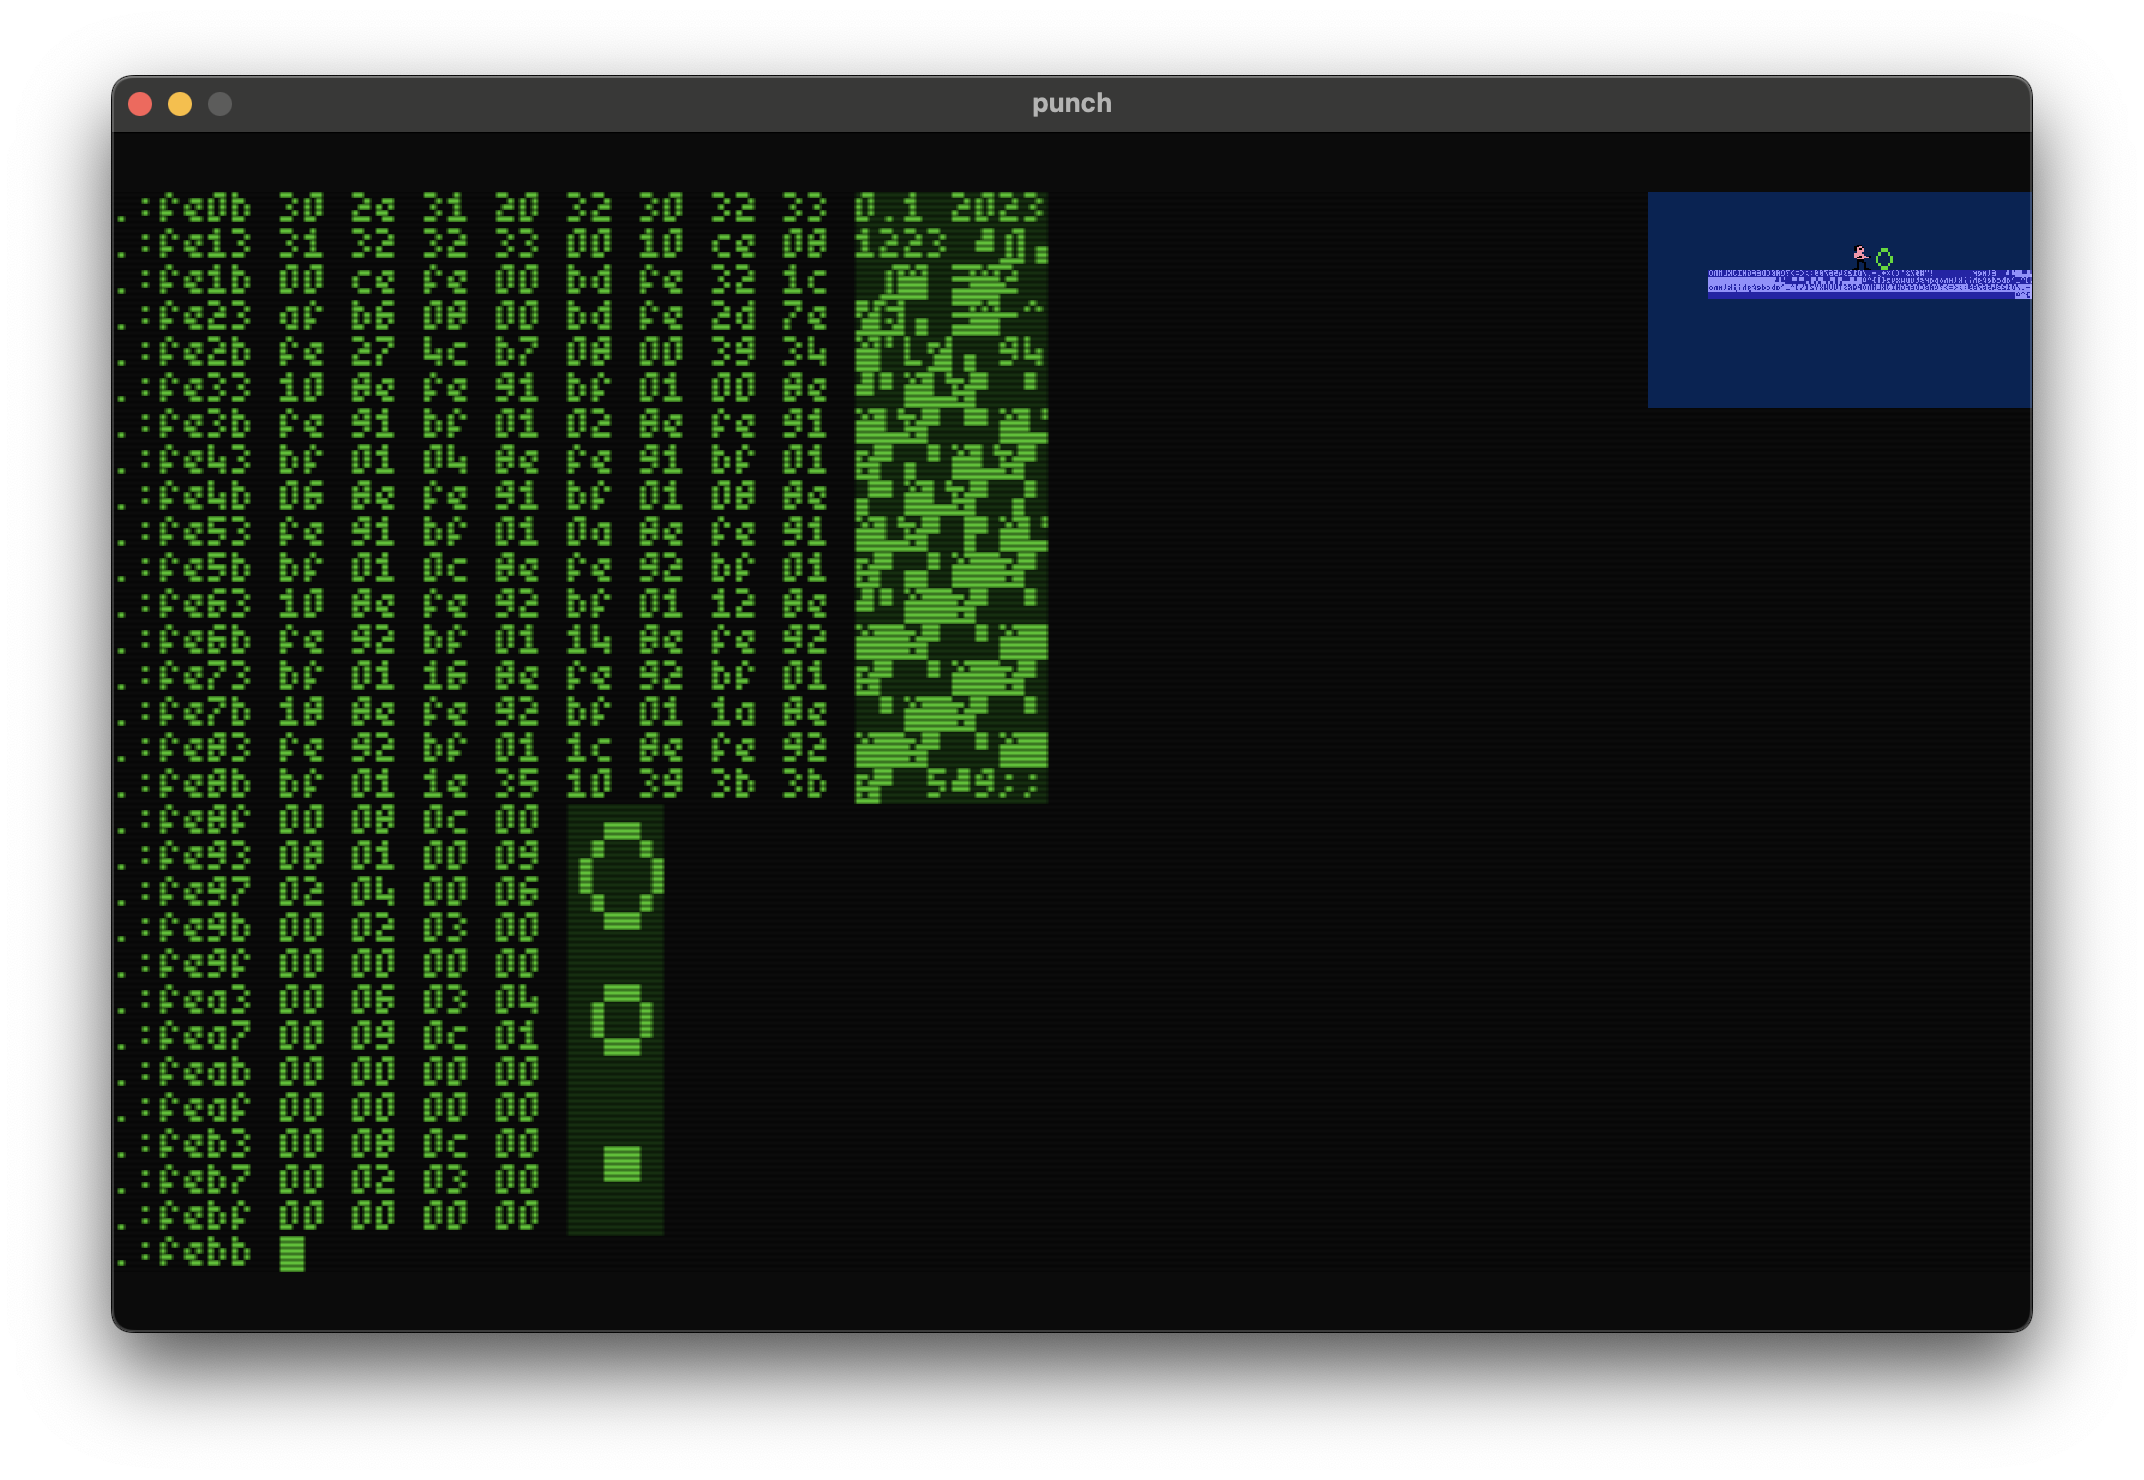 punch
.:fe0b 30 2e 31 20 32 30 32 33 0.1 2023
.:fe13 31 32 32 33 00 10 ce 08 1223
.:fe1b 00 ce fe 00 bd fe 32 1c
.:fe23 af b6 08 00 bd fe 2d 7e
.:fe2b fe 27 4c b7 08 00 39 34 94
.:fe33 10 8e fe 91 bf 01 00 8e
.:fe3b fe 91 bf 01 02 8e fe 91
.:fe43 bf 01 04 8e fe 91 bf 01
.:fe4b 06 8e fe 91 bf 01 08 8e
.:fe53 fe 91 bf 01 0a 8e fe 91
.:fe5b bf 01 0c 8e fe 92 bf 01
.:fe63 10 8e fe 92 bf 01 12 8e
.:fe6b fe 92 bf 01 14 8e fe 92
.:fe73 bf 01 16 8e fe 92 bf 01
.:fe7b 18 8e fe 92 bf 01 1a 8e
.:fe83 fe 92 bf 01 1c 8e fe 92
.:fe8b bf 01 1e 35 10 39 3b 3b 5 9;;
.:fe8f 00 08 0c 00
.:fe93 08 01 00 09
.:fe97 02 04 00 06
.:fe9b 00 02 03 00
.:fe9f 00 00 00 00
.:fea3 00 06 03 04
.:fea7 00 09 0c 01
.:feab 00 00 00 00
.:feaf 00 00 00 00
.:feb3 00 08 0c 00
.:feb7 00 02 03 00
.:febf 00 00 00 00
.:febb